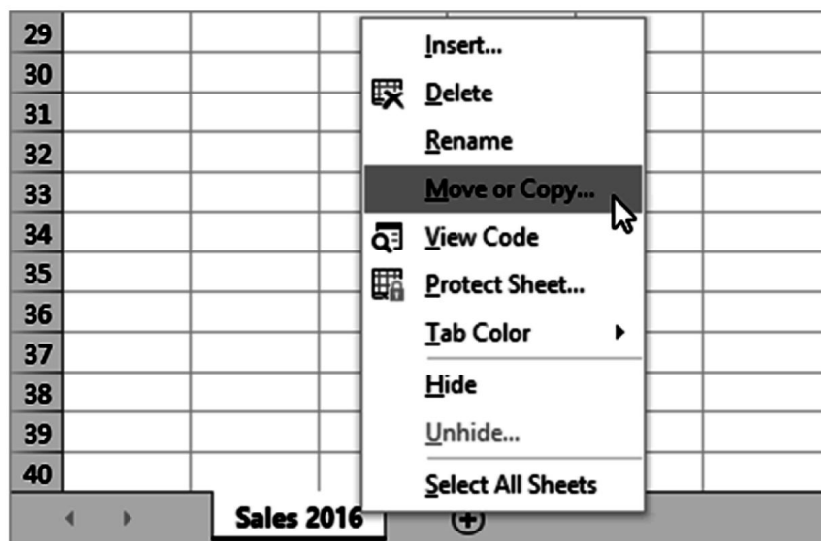 29
Insert...
30
Delete
31
Rename
32
Move or Copy...
33
View Code
34
Protect Sheet...
35
Tab Color
36
Hide
37
Unhide...
38
Select All Sheets
39
40
Sales 2016